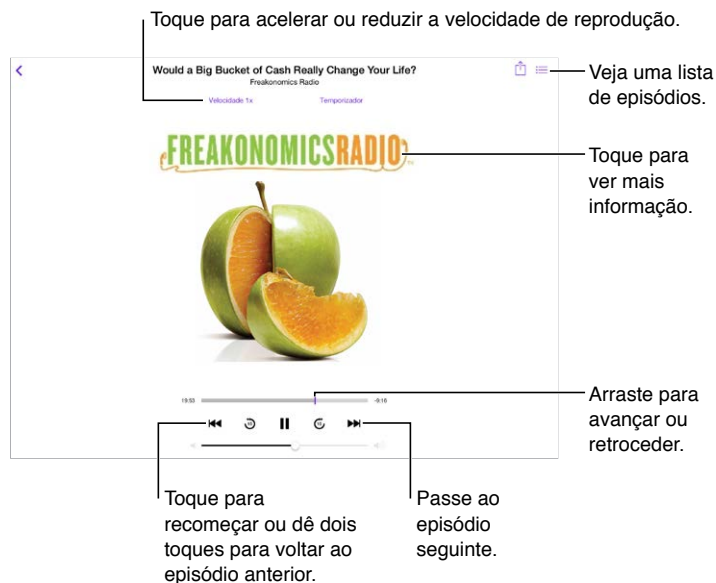 Toque para acelerar ou reduzir a velocidade de reprodução.
Would a Big Bucket of Cash Really Change Your Life?
Freakonomics Radio
Velocidade 1x
Temporizador
Veja uma lista
de episódios.
FREAKONOMICSRADIO
Toque para
ver mais
informação.
19:53
-9:16
Arraste para
avançar ou
retroceder.
15
15
Toque para
recomeçar ou dê dois
toques para voltar ao
episódio anterior.
Passe ao
episódio
seguinte.